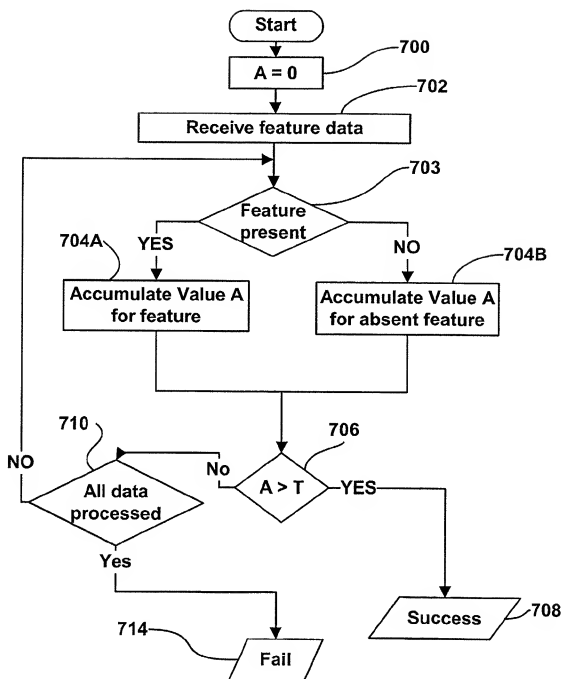 Start
700
A = 0
702
Receive feature data
703
Feature
present
704A
YES
NO
704B
Accumulate Value A
for feature
Accumulate Value A
for absent feature
710
706
NO
No
A > T
YES
All data
processed
Yes
Success
708
714
Fail